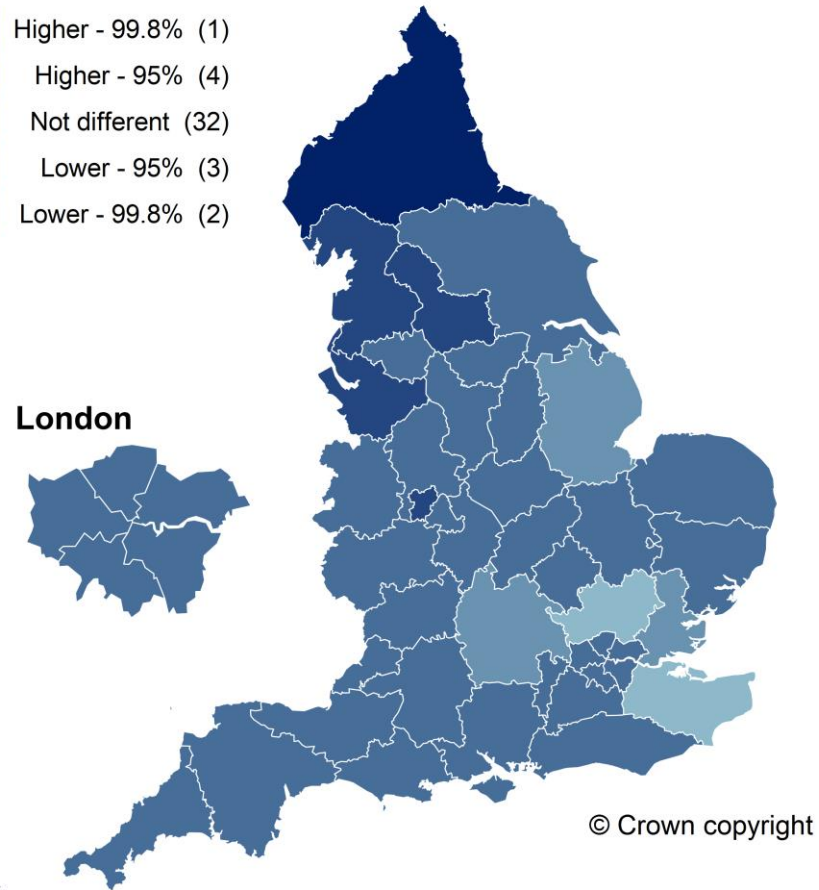 Higher - 99.8% (1)
Higher - 95% (4)
Not different (32)
Lower - 95% (3)
Lower - 99.8% (2)
London
© Crown copyright